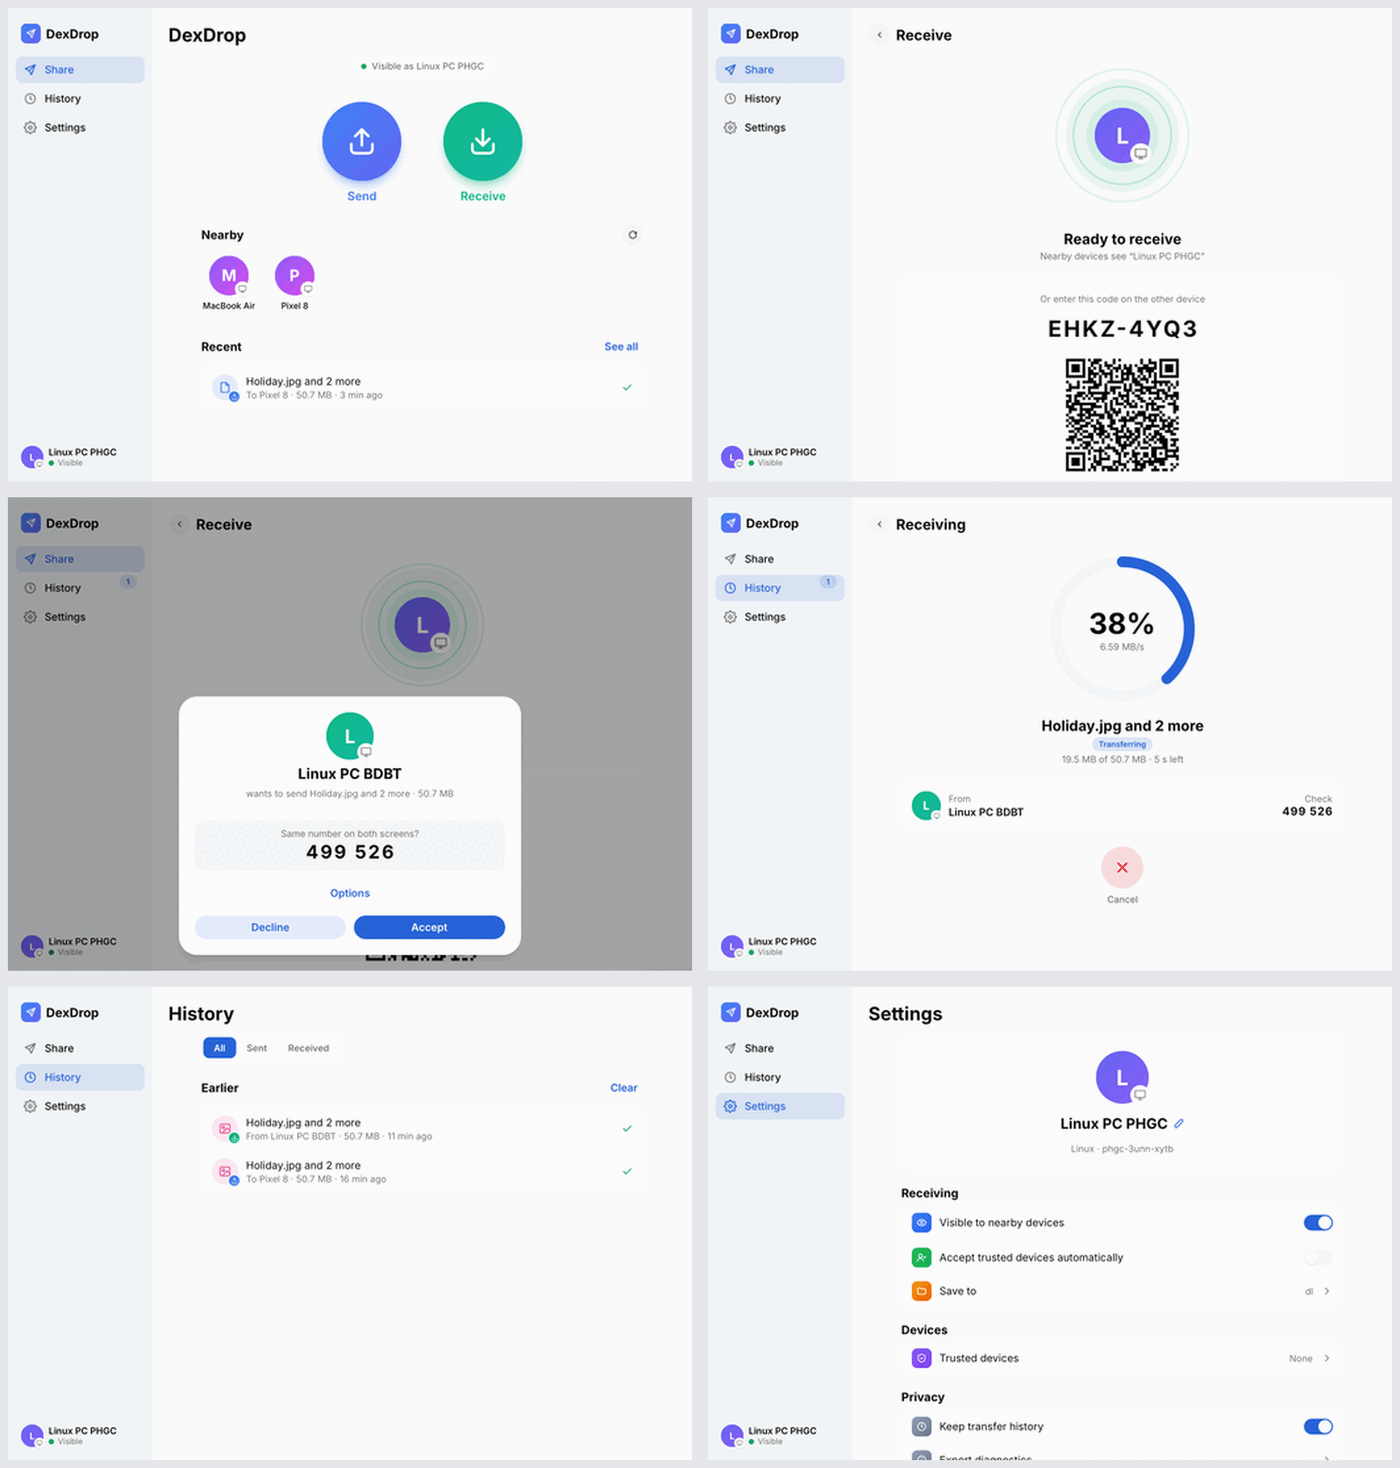 DexDrop
Share
History
Settings
DexDrop
Visible as Linux PC PHGC
Send
Receive
Nearby
M
P
MacBook Air
Pixel 8
Recent
See all
Holiday.jpg and 2 more
To Pixel 8 · 50.7 MB · 3 min ago
L
Linux PC PHGC
Visible
DexDrop
Share
History
Settings
Receive
L
Ready to receive
Nearby devices see "Linux PC PHGC"
Or enter this code on the other device
EHKZ-4YQ3
L
Linux PC PHGC
Visible
DexDrop
Share
History
1
Settings
Receive
L
L
Linux PC BDBT
wants to send Holiday.jpg and 2 more · 50.7 MB
Same number on both screens?
499 526
Options
Decline
Accept
L
Linux PC PHGC
Visible
DexDrop
Share
History
1
Settings
Receiving
38%
6.59 MB/s
Holiday.jpg and 2 more
Transferring
19.5 MB of 50.7 MB · 5 s left
L
From
Linux PC BDBT
Check
499 526
Cancel
L
Linux PC PHGC
Visible
DexDrop
Share
History
Settings
History
All
Sent
Received
Earlier
Clear
Holiday.jpg and 2 more
From Linux PC BDBT · 50.7 MB · 11 min ago
Holiday.jpg and 2 more
To Pixel 8 · 50.7 MB · 16 min ago
L
Linux PC PHGC
Visible
DexDrop
Share
History
Settings
Settings
L
Linux PC PHGC
Linux · phgc-3unn-xytb
Receiving
Visible to nearby devices
Accept trusted devices automatically
Save to
dl
Devices
Trusted devices
None
Privacy
Keep transfer history
Export diagnostics
L
Linux PC PHGC
Visible